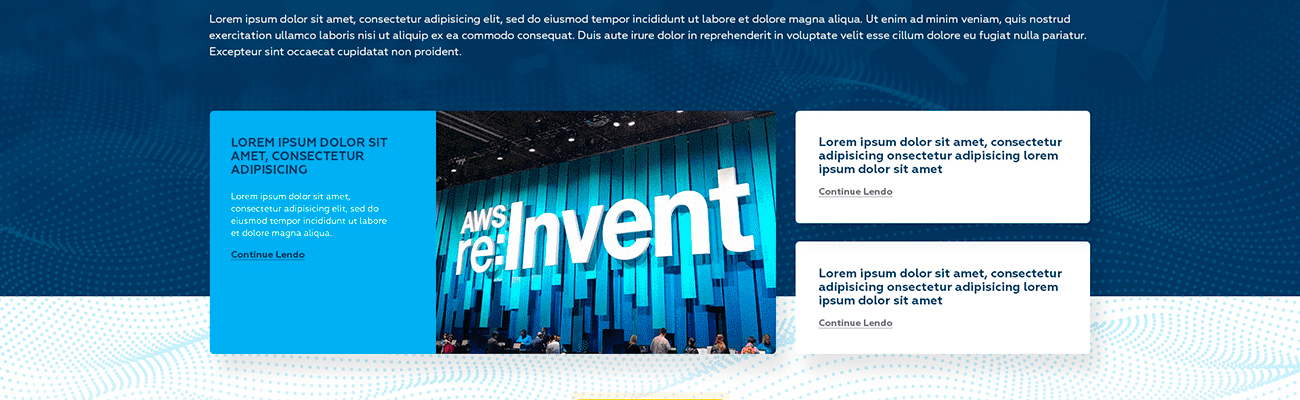 Lorem ipsum dolor sit amet, consectetur adipisicing elit, sed do eiusmod tempor incididunt ut labore et dolore magna aliqua. Ut enim ad minim veniam, quis nostrud
exercitation ullamco laboris nisi ut aliquip ex ea commodo consequat. Duis aute irure dolor in reprehenderit in voluptate velit esse cillum dolore eu fugiat nulla pariatur.
Excepteur sint occaecat cupidatat non proident.
LOREM IPSUM DOLOR SIT
AMET, CONSECTETUR
ADIPISICING
Lorem ipsum dolor sit amet,
consectetur adipisicing elit, sed do
eiusmod tempor incididunt ut labore
et dolore magna aliqua.
Continue Lendo
AWS
re:Invent
Lorem ipsum dolor sit amet, consectetur
adipisicing onsectetur adipisicing lorem
ipsum dolor sit amet
Continue Lendo
Lorem ipsum dolor sit amet, consectetur
adipisicing onsectetur adipisicing lorem
ipsum dolor sit amet
Continue Lendo